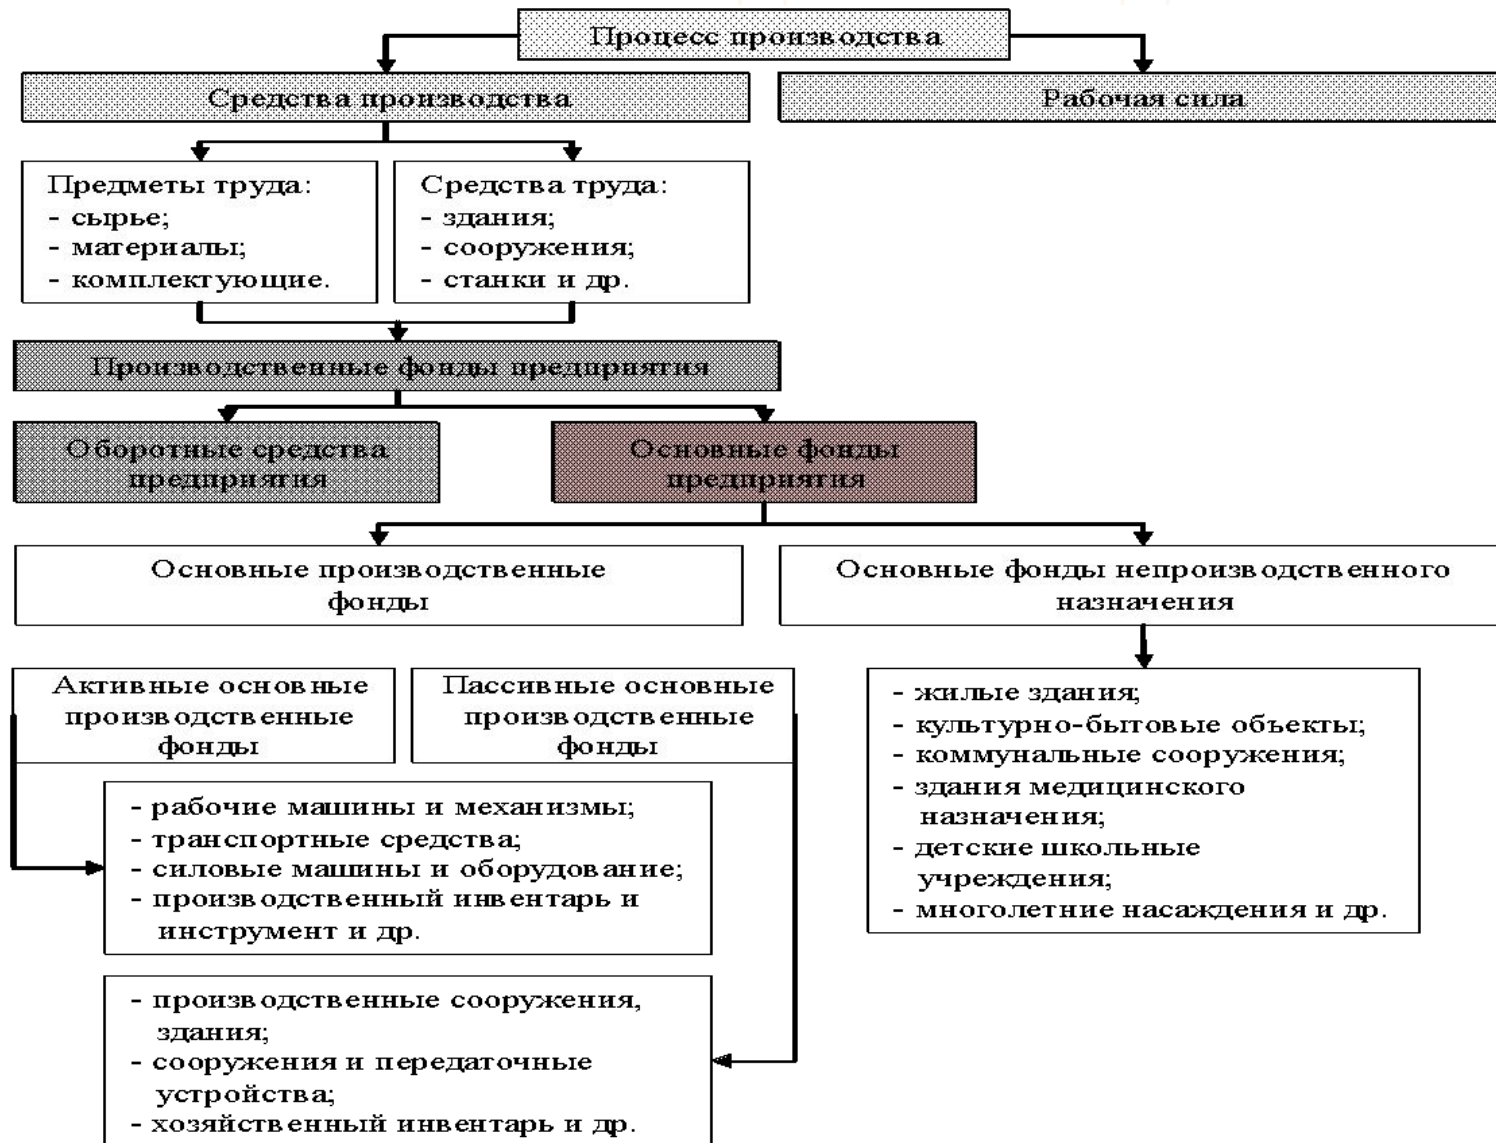 Процесс производства
Средства производства
Рабочая сила
Предметы труда:
- сырье;
- материалы;
- комплектующие.
Средства труда:
- здания;
- сооружения;
- станки и др.
Производственные фонды предприятия
Оборотные средства
предприятия
Основные фонды
предприятия
Основные производственные
фонды
Основные фонды непроизводственного
назначения
Активные основные
производственные
фонды
Пассивные основные
производственные
фонды
- жилые здания;
- культурно-бытовые объекты;
- коммунальные сооружения;
- здания медицинского
назначения;
- детские школьные
учреждения;
- многолетние насаждения и др.
- рабочие машины и механизмы;
- транспортные средства;
- силовые машины и оборудование;
- производственный инвентарь и
инструмент и др.
- производственные сооружения,
здания;
- сооружения и передаточные
устройства;
- хозяйственный инвентарь и др.